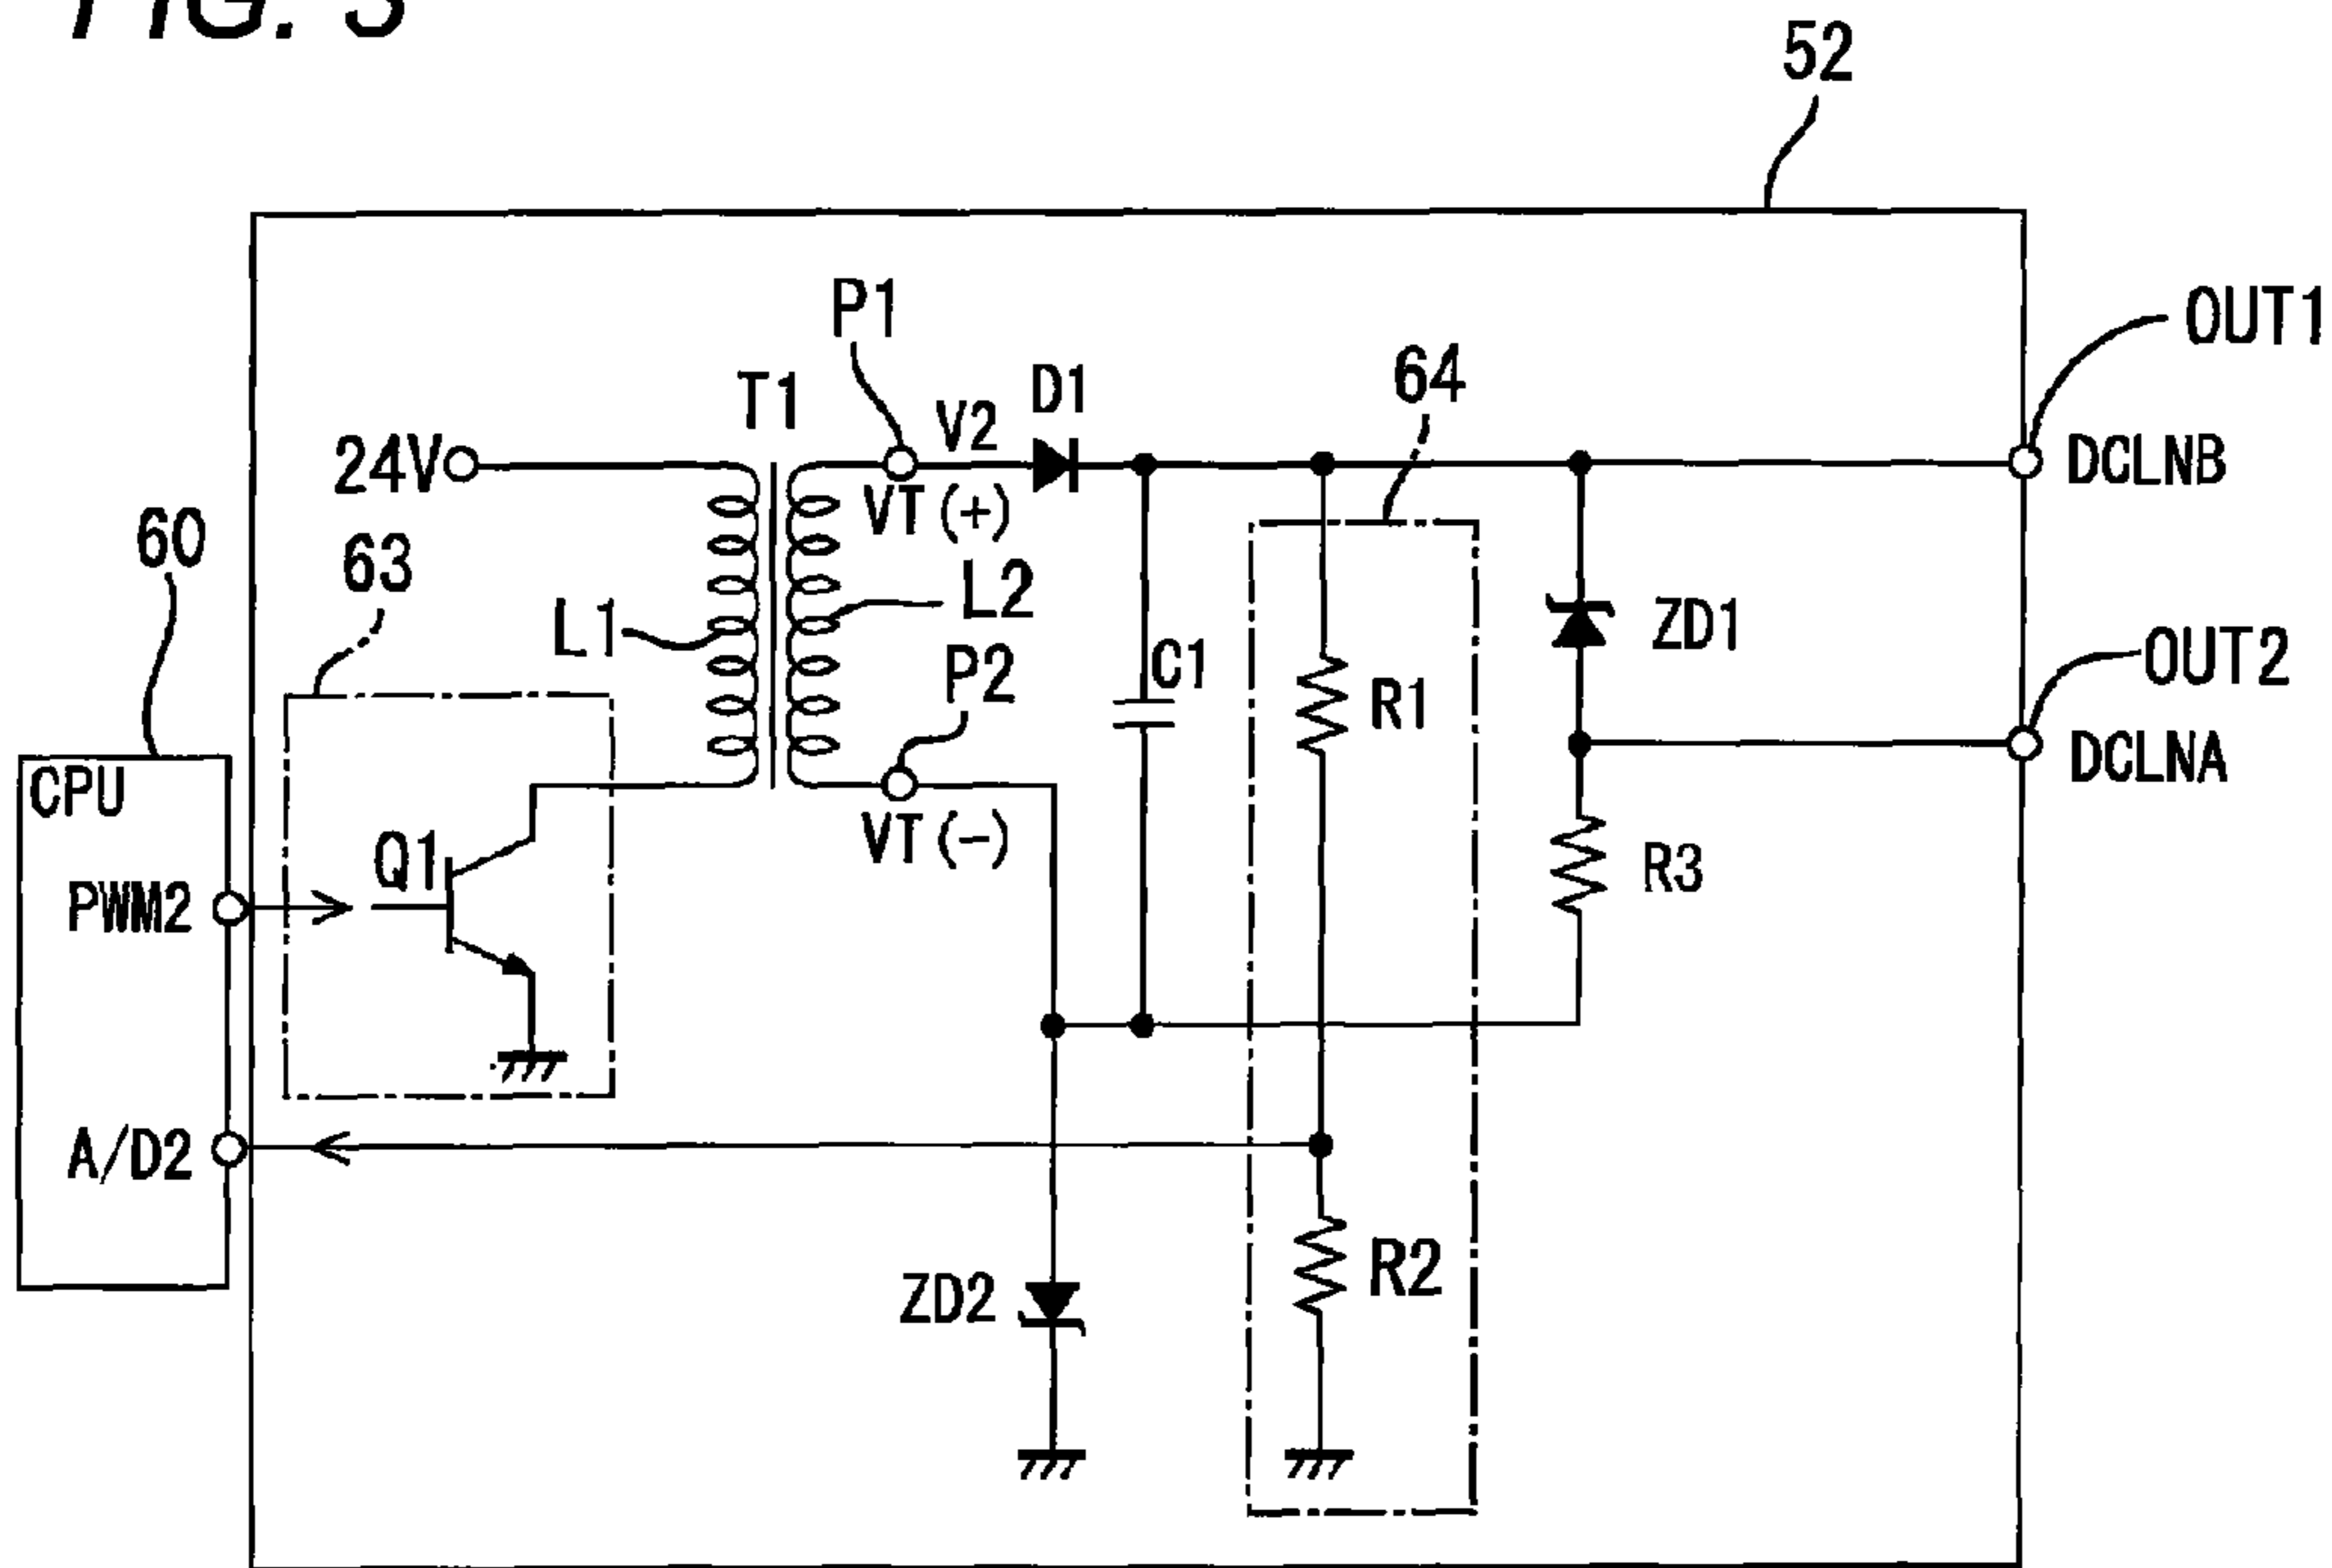 FIG. 5
52
P1
OUT1
T1
V2
D1
64
24V
DCLNB
VT (+)
60
63
L1
L2
ZD1
P2
C1
OUT2
R1
DCLNA
CPU
VT (-)
Q1
R3
PWM2
A/D2
ZD2
R2